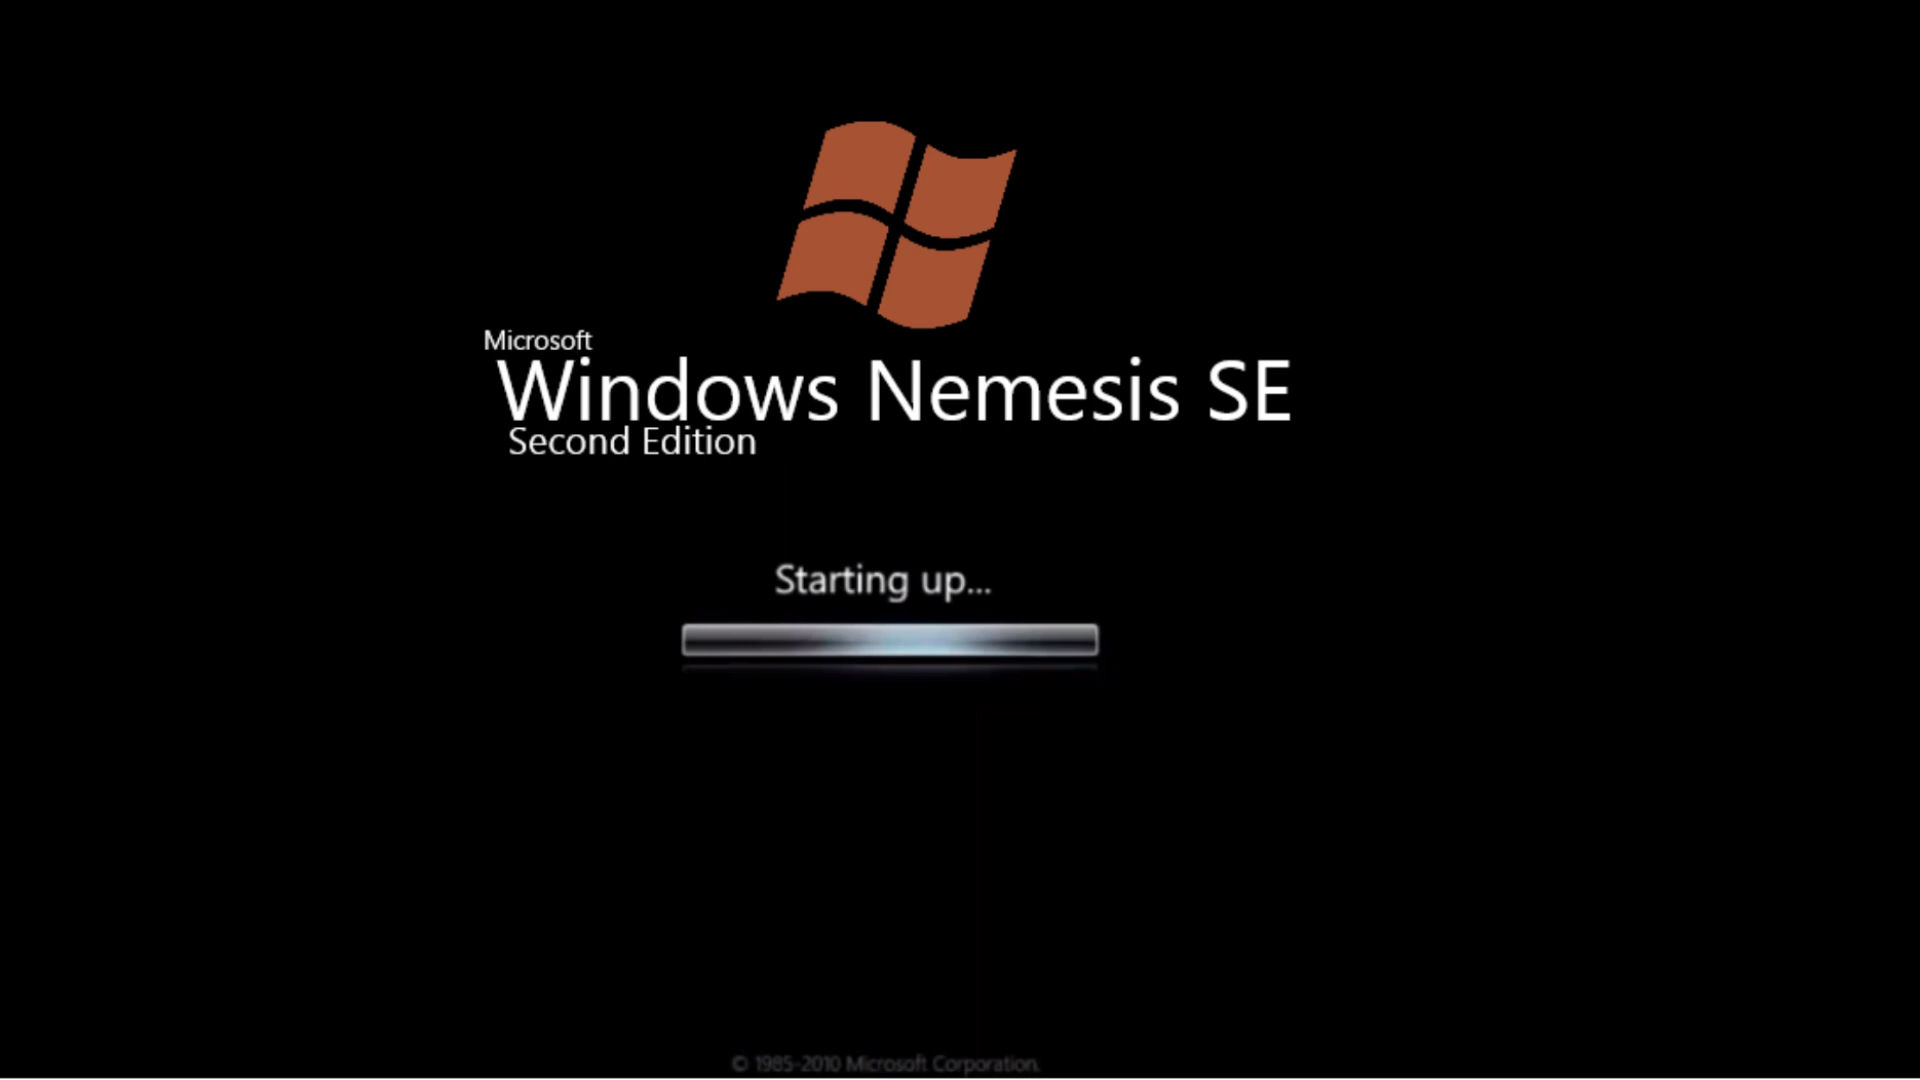 Microsoft
Windows Nemesis SE
Second Edition
Starting up...
© 1985-2010 Microsoft Corporation.